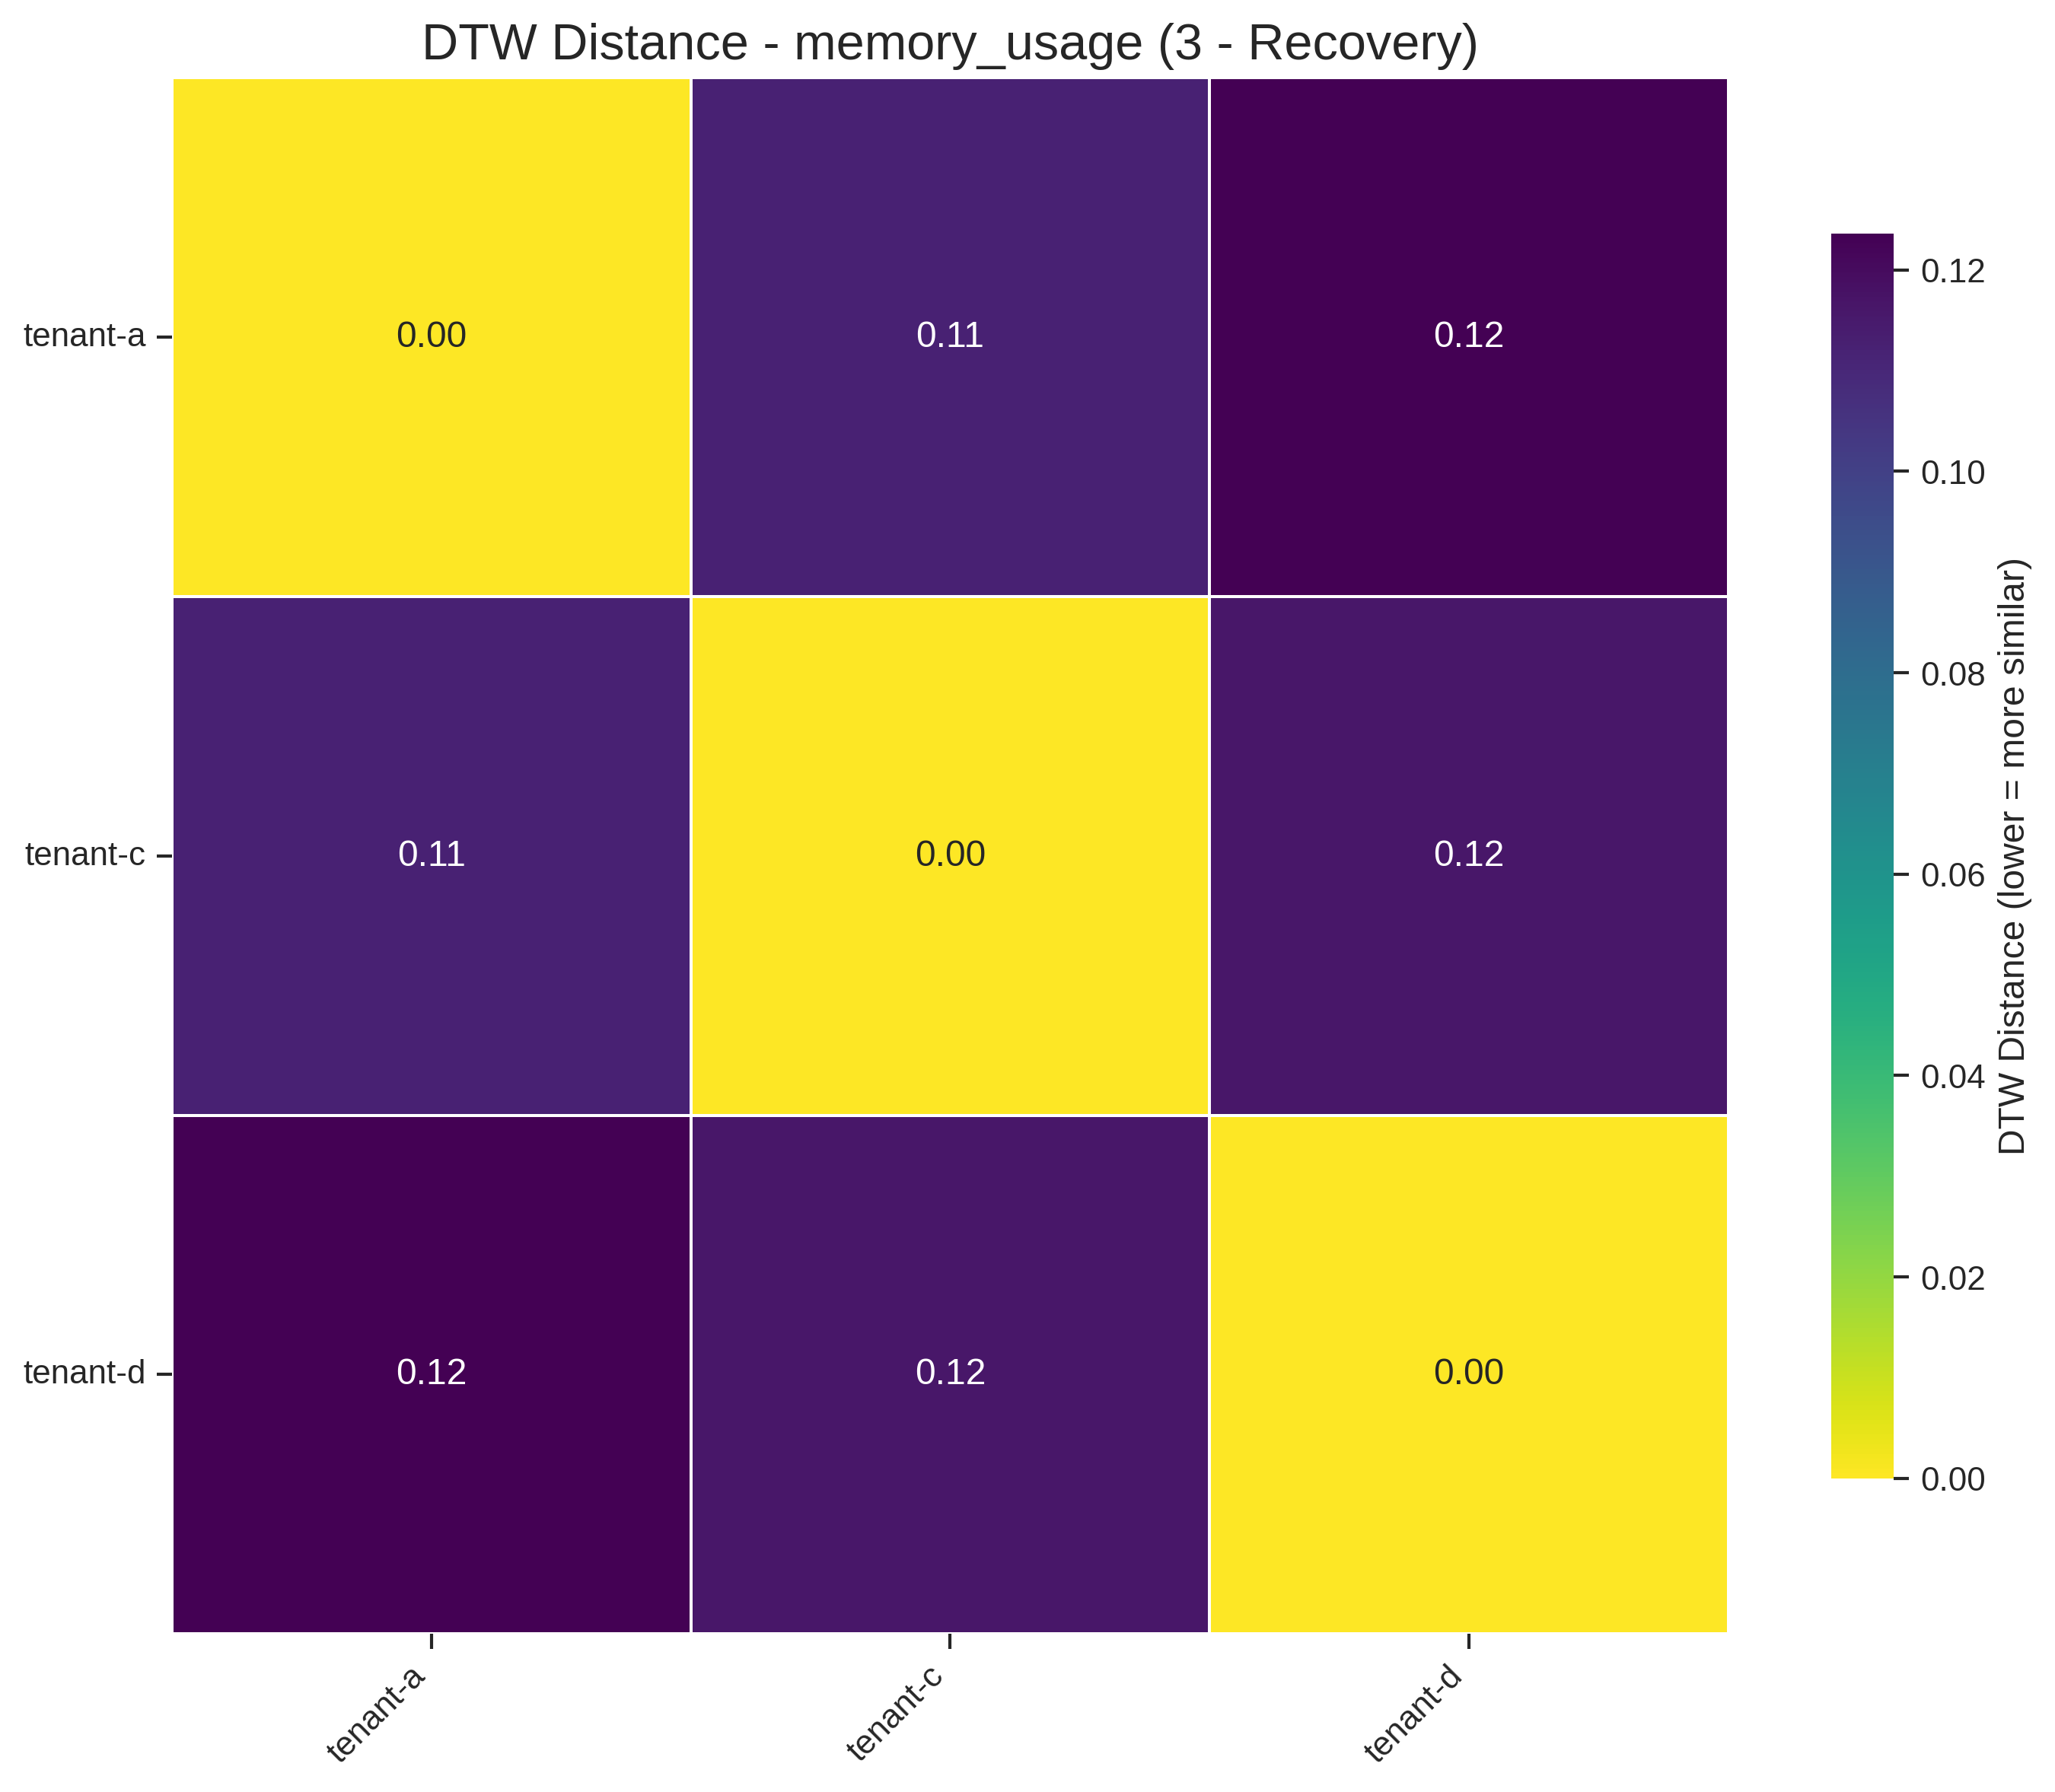 DTW Distance - memory_usage (3 - Recovery)
tenant-a
0.00
0.11
0.12
tenant-c
0.11
0.00
0.12
tenant-d
0.12
0.12
0.00
tenant-a
tenant-c
tenant-d
0.12
0.10
0.08
0.06
0.04
0.02
0.00
DTW Distance (lower = more similar)